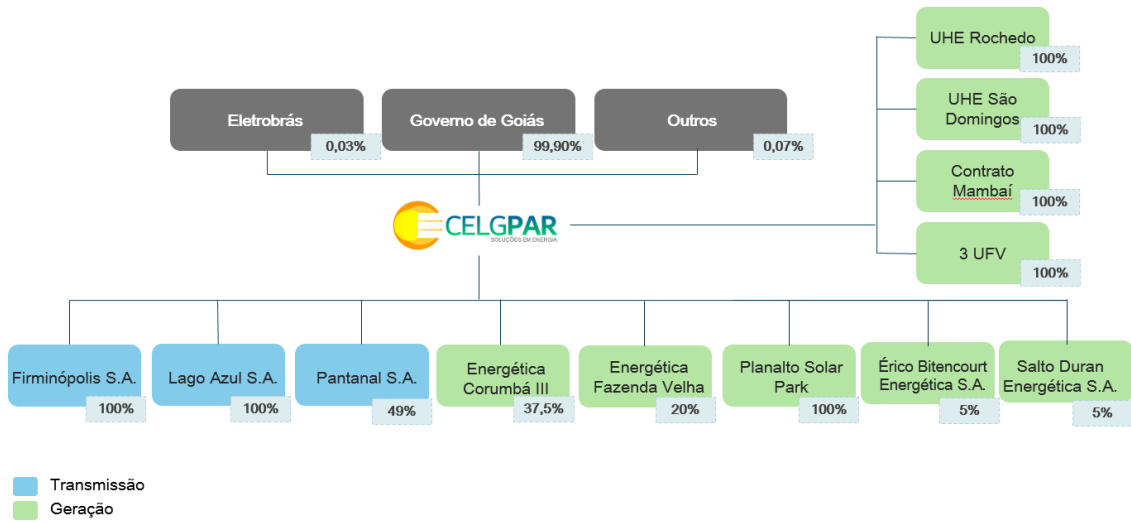 UHE Rochedo
100%
Eletrobrás
0,03%
Governo de Goiás
99,90%
Outros
0,07%
UHE São
Domingos
100%
Contrato
Mambaí
100%
CELGPAR
SOLUÇÕES EM ENERGIA
3 UFV
100%
Firminópolis S.A.
100%
Lago Azul S.A.
100%
Pantanal S.A.
49%
Energética
Corumbá III
37,5%
Energética
Fazenda Velha
20%
Planalto Solar
Park
100%
Érico Bitencourt
Energética S.A.
5%
Salto Duran
Energética S.A.
5%
Transmissão
Geração